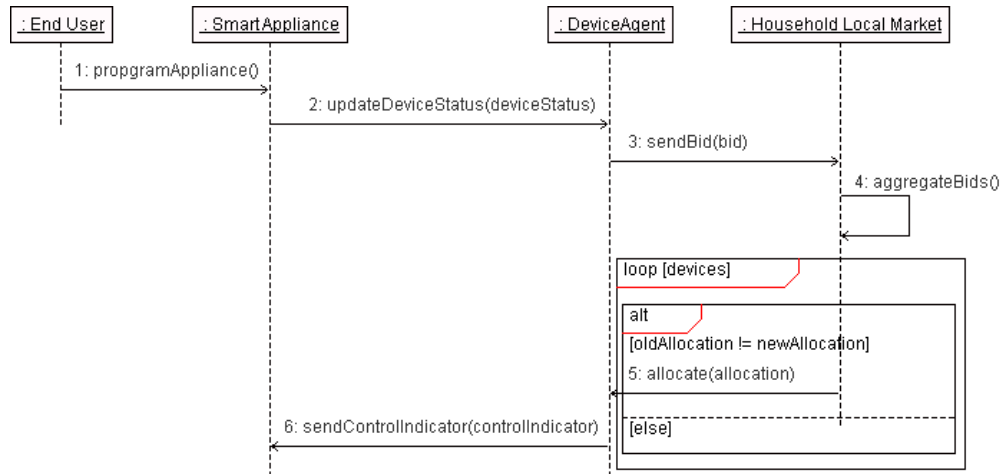 : End User
: SmartAppliance
: DeviceAgent
: Household Local Market
1: propgramAppliance()
2: updateDeviceStatus(deviceStatus)
3: sendBid(bid)
4: aggregateBids()
loop [devices]
alt
[oldAllocation != newAllocation]
5: allocate(allocation)
6: sendControlIndicator(controlIndicator)
[else]